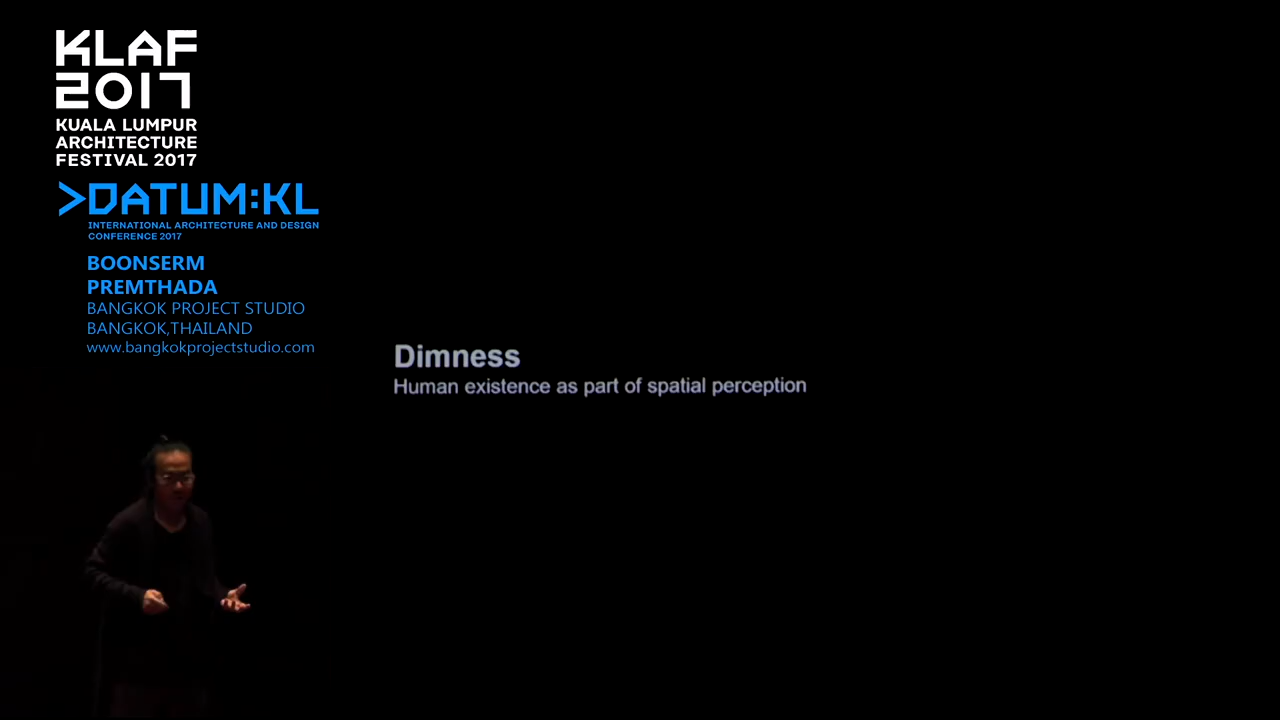 KLAF
2017
KUALA LUMPUR
ARCHITECTURE
FESTIVAL 2017
>DATUM:KL
INTERNATIONAL ARCHITECTURE AND DESIGN
CONFERENCE 2017
BOONSERM
PREMTHADA
BANGKOK PROJECT STUDIO
BANGKOK,THAILAND
www.bangkokprojectstudio.com
Dimness
Human existence as part of spatial perception